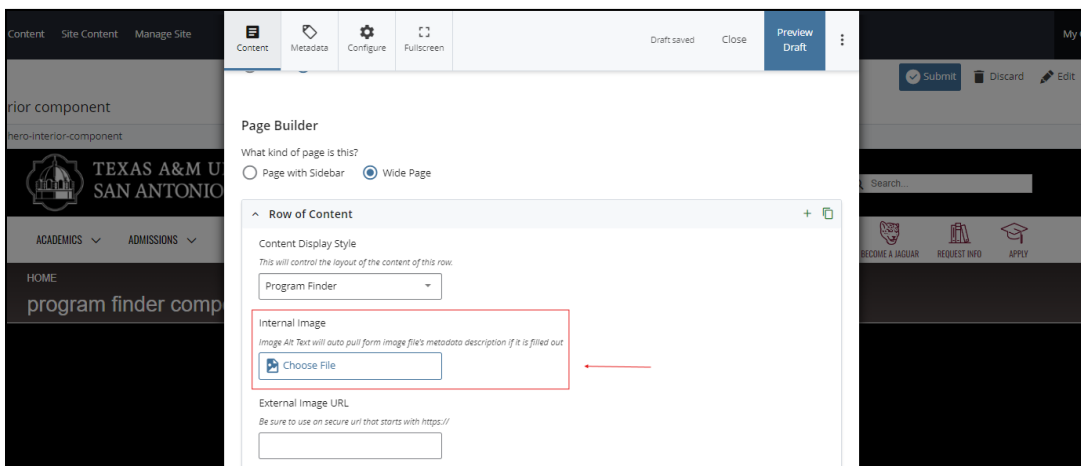 Content Site Content Manage Site
Content Metadata Configure Fullscreen
Draft saved Close Preview Draft
My
Submit Discard Edit
rior component
hero-interior-component
Page Builder
What kind of page is this?
Page with Sidebar Wide Page
TEXAS A&M U
SAN ANTONIO
Search...
Row of Content
ACADEMICS ADMISSIONS
BECOME A JAGUAR REQUEST INFO APPLY
Content Display Style
This will control the layout of the content of this row.
Program Finder
HOME
program finder comp
Internal Image
Image Alt Text will auto pull form image file's metadata description if it is filled out
Choose File
External Image URL
Be sure to use an secure url that starts with https://